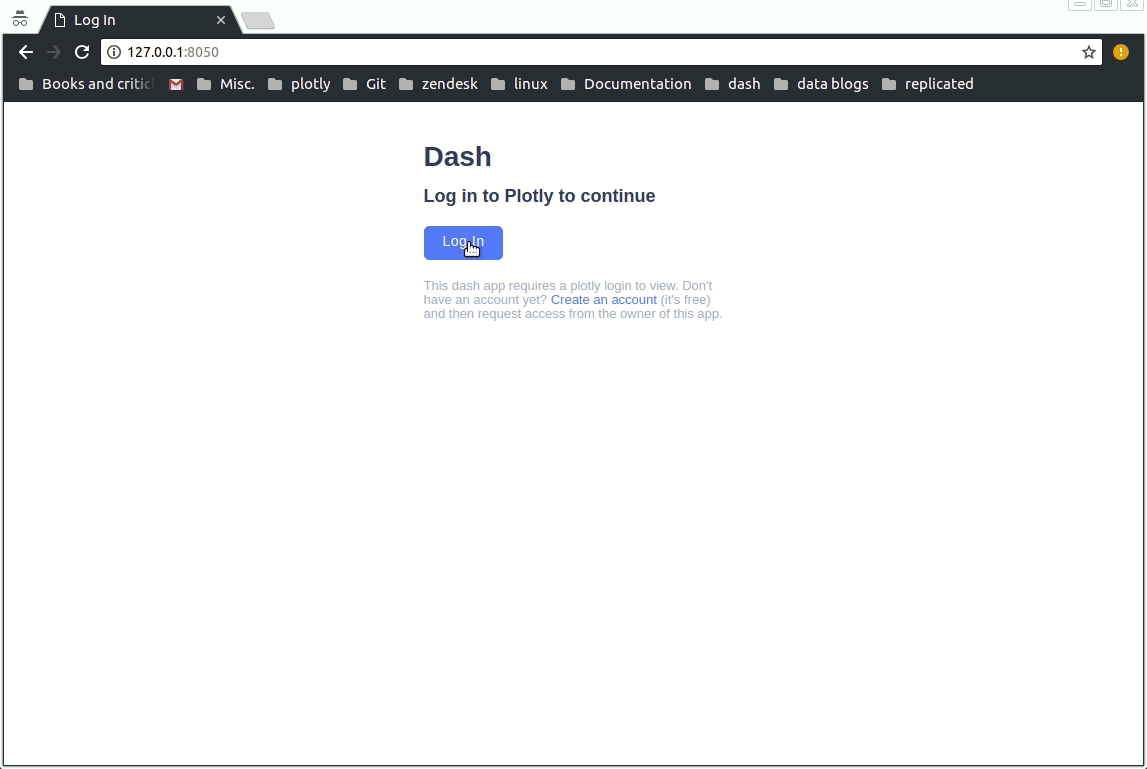 Log In
127.0.0.1:8050
Books and critic
Misc.
plotly
Git
zendesk
linux
Documentation
dash
data blogs
replicated
Dash
Log in to Plotly to continue
Log In
This dash app requires a plotly login to view. Don't
have an account yet? Create an account (it's free)
and then request access from the owner of this app.